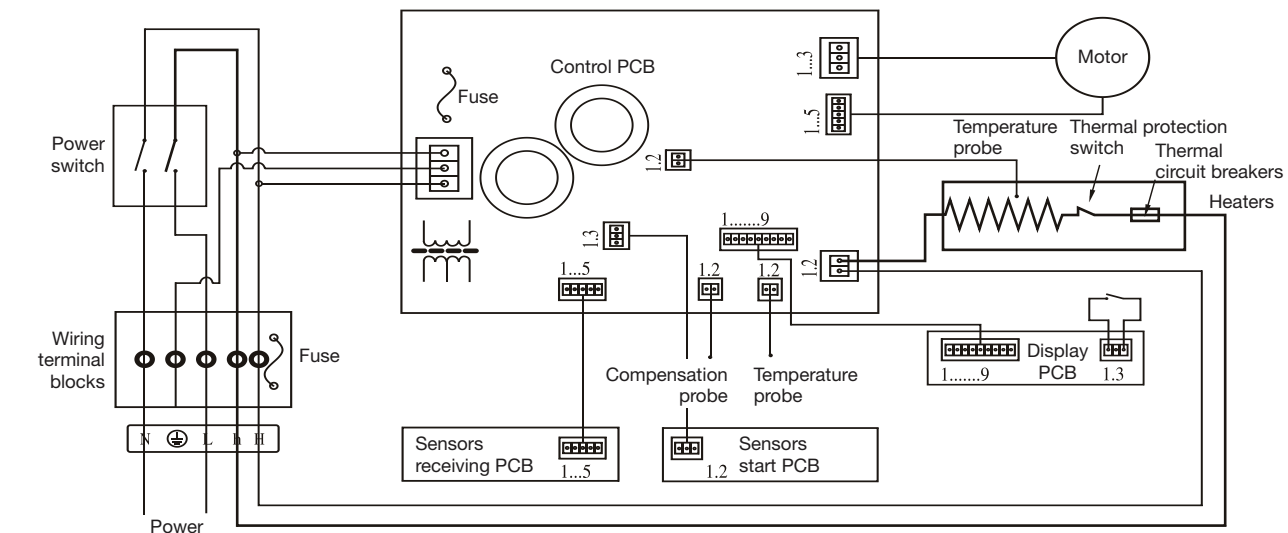 Control PCB
Fuse
1...3
Motor
1...5
Temperature
probe
Thermal protection
switch
Thermal
circuit breakers
Heaters
Power
switch
1.2
1.......9
1.3
1...5
1.2
1.2
1.2
Wiring
terminal
blocks
Fuse
Compensation
probe
Temperature
probe
Display
PCB
1.......9
1.3
N
L
h
H
Sensors
receiving PCB
1...5
Sensors
start PCB
1.2
Power